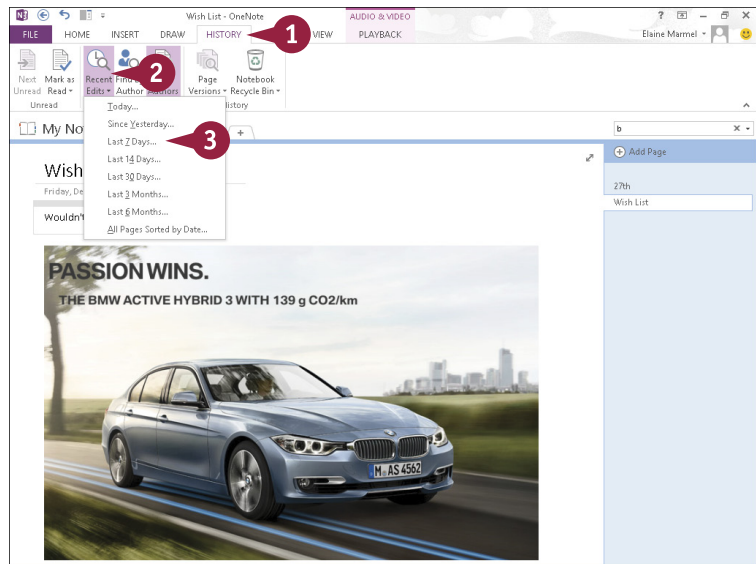 Wish List - OneNote
AUDIO & VIDEO
Elaine Marmel
FILE HOME INSERT DRAW HISTORY VIEW PLAYBACK
1
2
3
Next Unread
Mark as Read
Recent Edits
Find Author
Authors
Page Versions
Notebook Recycle Bin
Unread
istory
Today...
Since Yesterday...
Last 7 Days...
Last 14 Days...
Last 30 Days...
Last 3 Months...
Last 6 Months...
All Pages Sorted by Date...
My No
b
Add Page
27th
Wish List
Wish
Friday, De
Wouldn't
PASSION WINS.
THE BMW ACTIVE HYBRID 3 WITH 139 g CO2/km
M AS 4562